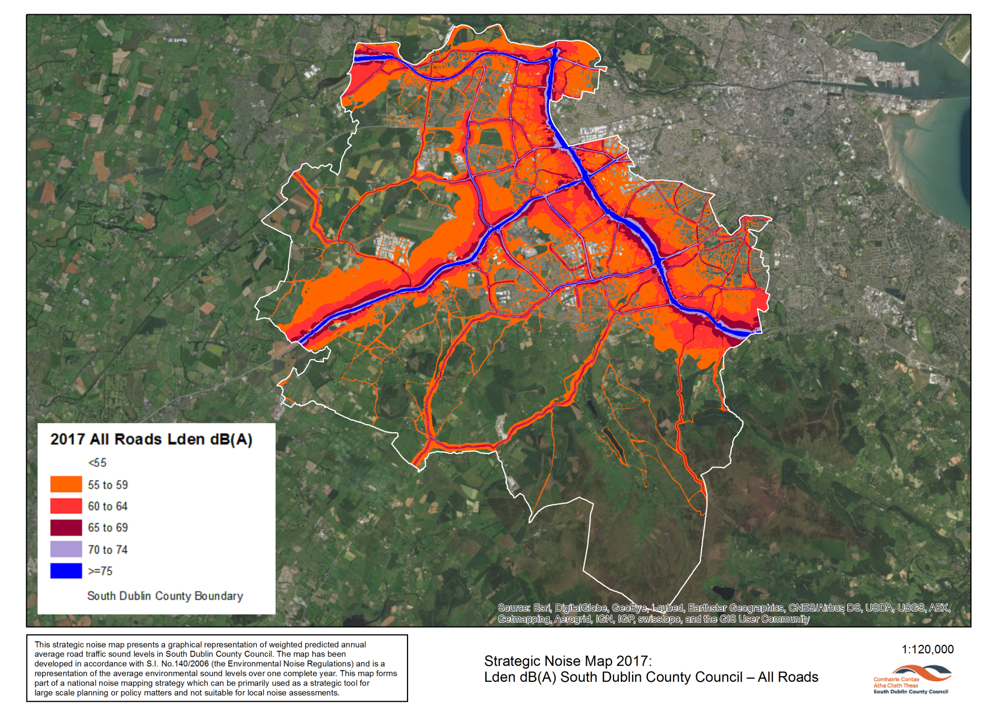 2017 All Roads Lden dB(A)
<55
55 to 59
60 to 64
65 to 69
70 to 74
>=75
South Dublin County Boundary
Source: Esri, DigitalGlobe, GeoEye, i-cubed, Earthstar Geographics, CNES/Airbus DS, USDA, USGS, AEX,
Getmapping, Aerogrid, IGN, IGP, swisstopo, and the GIS User Community
This strategic noise map presents a graphical representation of weighted predicted annual
average road traffic sound levels in South Dublin County Council. The map has been
developed in accordance with S.I. No.140/2006 (the Environmental Noise Regulations) and is a
representation of the average environmental sound levels over one complete year. This map forms
part of a national noise mapping strategy which can be primarily used as a strategic tool for
large scale planning or policy matters and not suitable for local noise assessments.
Strategic Noise Map 2017:
Lden dB(A) South Dublin County Council – All Roads
1:120,000
Comhairle Contae
Átha Cliath Theas
South Dublin County Council